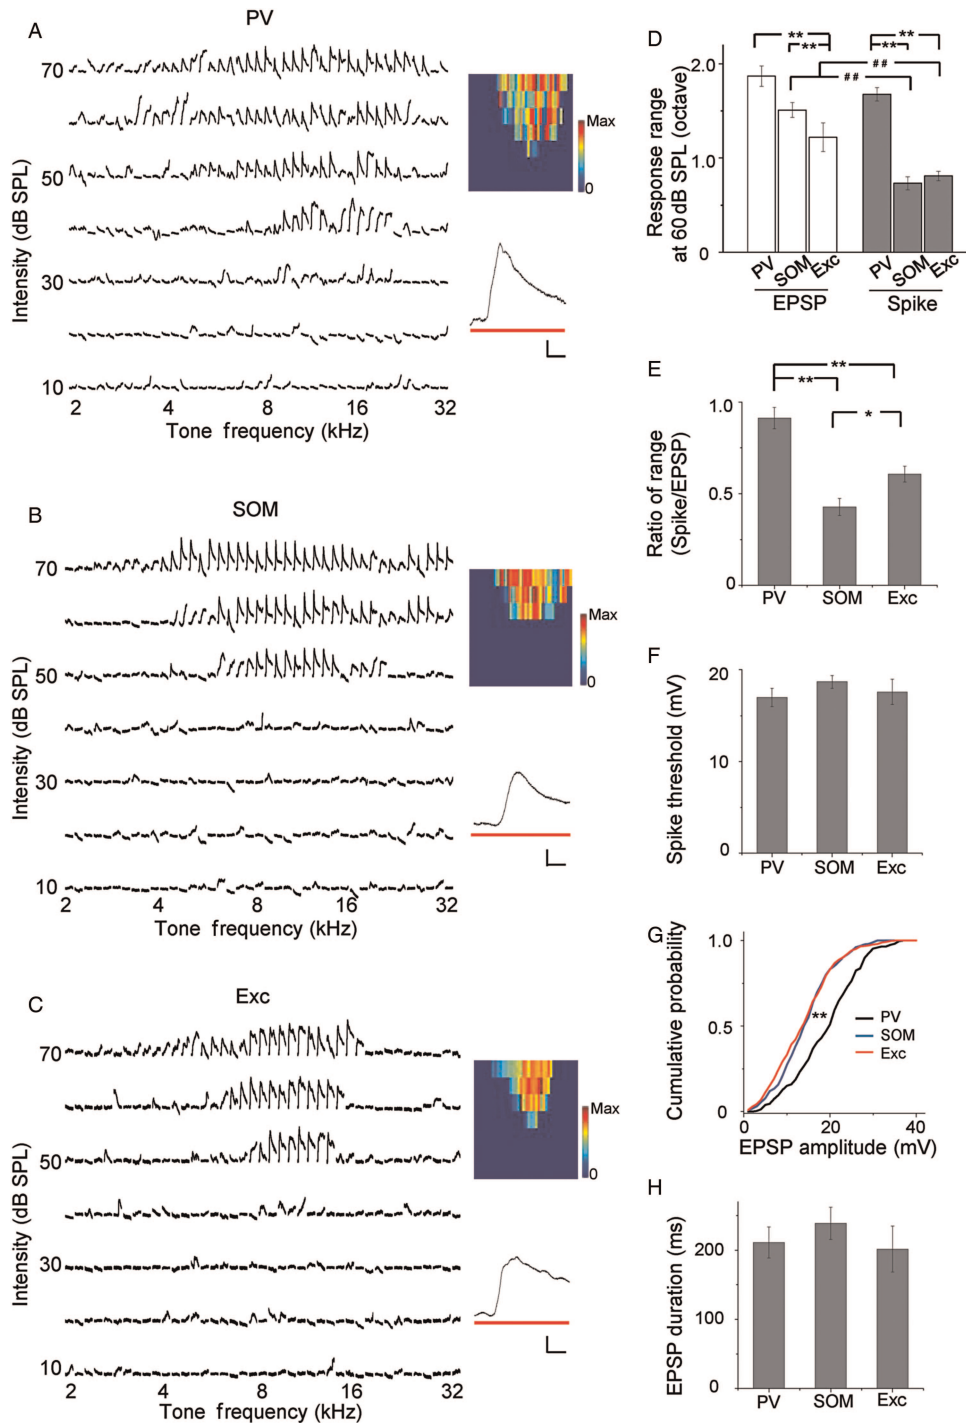 A
PV
70
50
30
10
Intensity (dB SPL)
2 4 8 16 32
Tone frequency (kHz)
Max
0
B
SOM
70
50
30
10
Intensity (dB SPL)
2 4 8 16 32
Tone frequency (kHz)
Max
0
C
Exc
70
50
30
10
Intensity (dB SPL)
2 4 8 16 32
Tone frequency (kHz)
Max
0
D
** **
** **
##
##
2.0
1.0
0
Response range
at 60 dB SPL (octave)
PV SOM Exc PV SOM Exc
EPSP Spike
E
**
**
*
1.0
0.5
0
Ratio of range
(Spike/EPSP)
PV SOM Exc
F
20
10
0
Spike threshold (mV)
PV SOM Exc
G
1.0
0.5
0
Cumulative probability
**
PV
SOM
Exc
0 20 40
EPSP amplitude (mV)
H
200
100
0
EPSP duration (ms)
PV SOM Exc